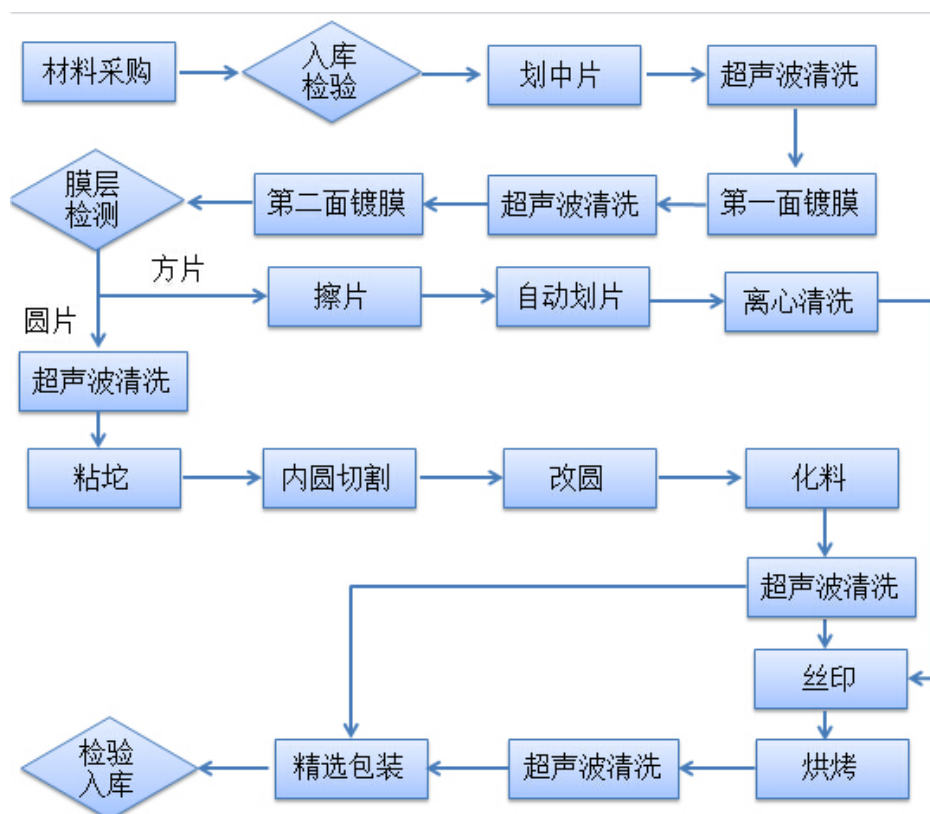 材料采购
入库
检验
划中片
超声波清洗
膜层
检测
第二面镀膜
超声波清洗
第一面镀膜
方片
擦片
自动划片
离心清洗
圆片
超声波清洗
粘坨
内圆切割
改圆
化料
超声波清洗
丝印
检验
入库
精选包装
超声波清洗
烘烤